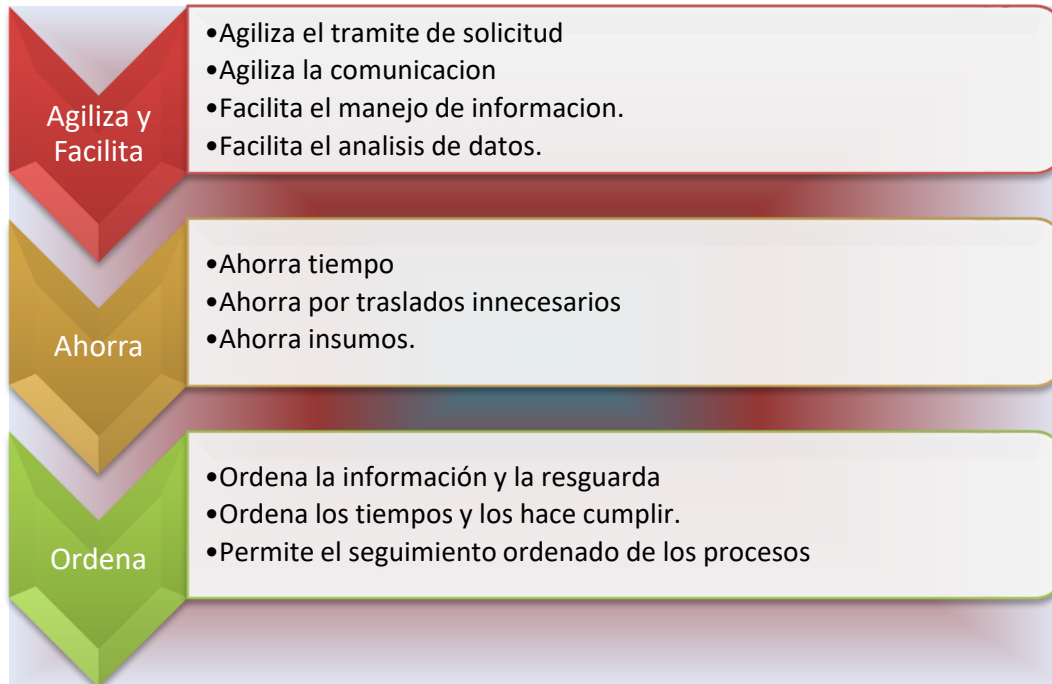 Agiliza y
Facilita
•Agiliza el tramite de solicitud
•Agiliza la comunicacion
•Facilita el manejo de informacion.
•Facilita el analisis de datos.
Ahorra
•Ahorra tiempo
•Ahorra por traslados innecesarios
•Ahorra insumos.
Ordena
•Ordena la información y la resguarda
•Ordena los tiempos y los hace cumplir.
•Permite el seguimiento ordenado de los procesos